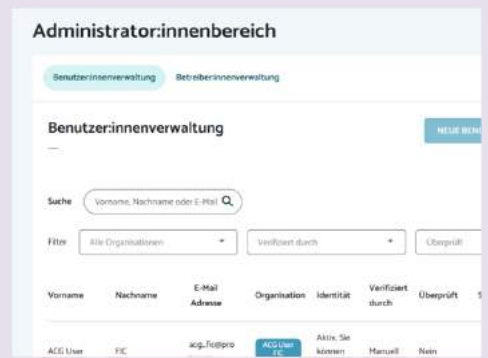 Administrator:innenbereich
Benutzer:innenverwaltung Betreiber:innenverwaltung
Benutzer:innenverwaltung
NEUE
Suche Vorname, Nachname oder E-Mail
Filter Alle Organisationen Verifiziert durch Überprüft
Vorname Nachname E-Mail Adresse Organisation Identität Verifiziert durch Überprüft
ACG User FIC acg_fic@pro ACG User FIC Aktiv, Sie können Manuell Nein